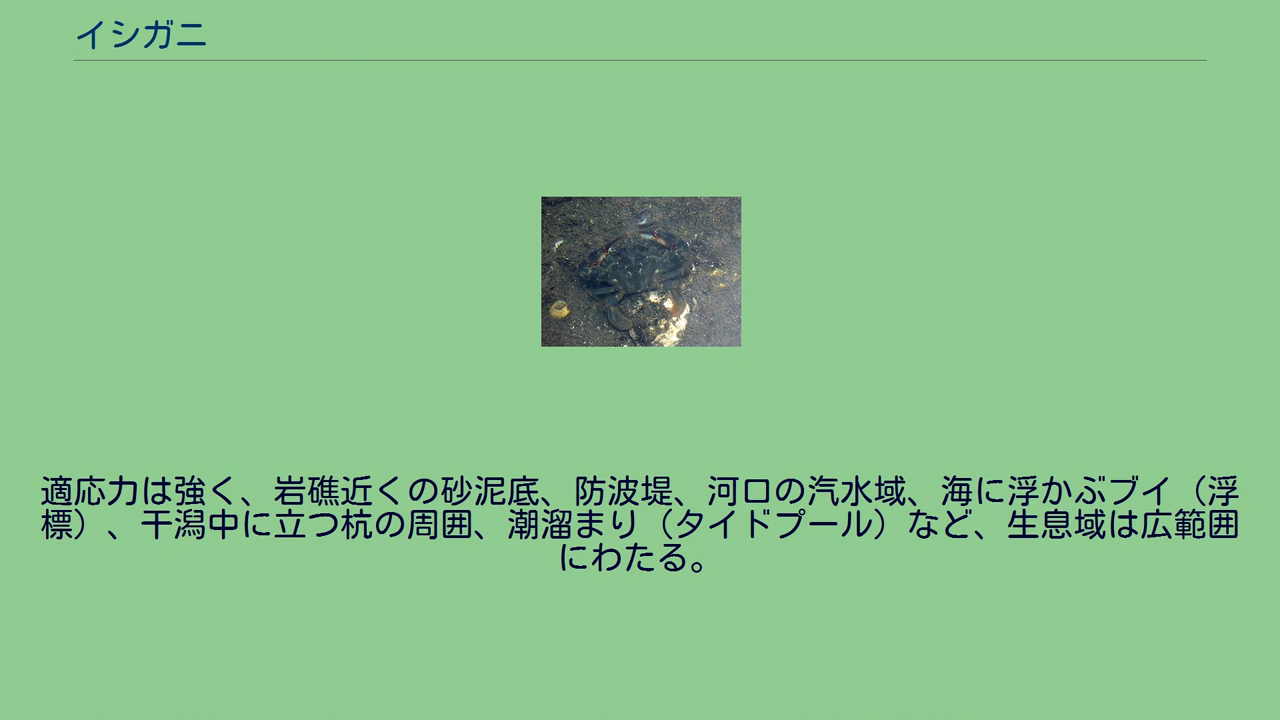 イシガニ
適応力は強く、岩礁近くの砂泥底、防波堤、河口の汽水域、海に浮かぶブイ（浮
標）、干潟中に立つ杭の周囲、潮溜まり（タイドプール）など、生息域は広範囲
にわたる。